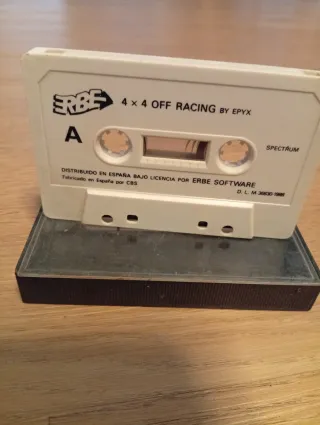 ERBE 4 x 4 OFF RACING BY EPYX
A
SPECTRUM
DISTRIBUIDO EN ESPAÑA BAJO LICENCIA POR ERBE SOFTWARE
Fabricado en España por CBS
D. L. M.